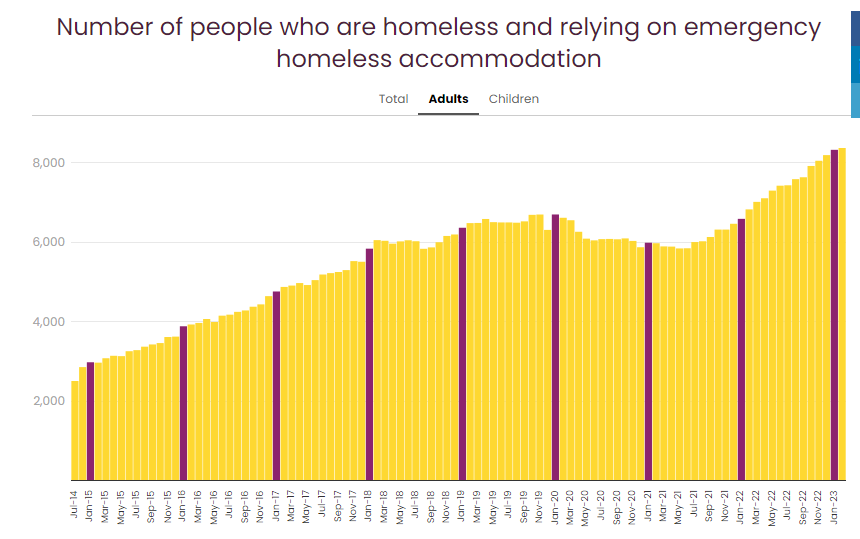 Number of people who are homeless and relying on emergency
homeless accommodation
Total Adults Children
8,000
6,000
4,000
2,000
Jul-14
Jan-15
Mar-15
May-15
Jul-15
Sep-15
Nov-15
Jan-16
Mar-16
May-16
Jul-16
Sep-16
Nov-16
Jan-17
Mar-17
May-17
Jul-17
Sep-17
Nov-17
Jan-18
Mar-18
May-18
Jul-18
Sep-18
Nov-18
Jan-19
Mar-19
May-19
Jul-19
Sep-19
Nov-19
Jan-20
Mar-20
May-20
Jul-20
Sep-20
Nov-20
Jan-21
Mar-21
May-21
Jul-21
Sep-21
Nov-21
Jan-22
Mar-22
May-22
Jul-22
Sep-22
Nov-22
Jan-23